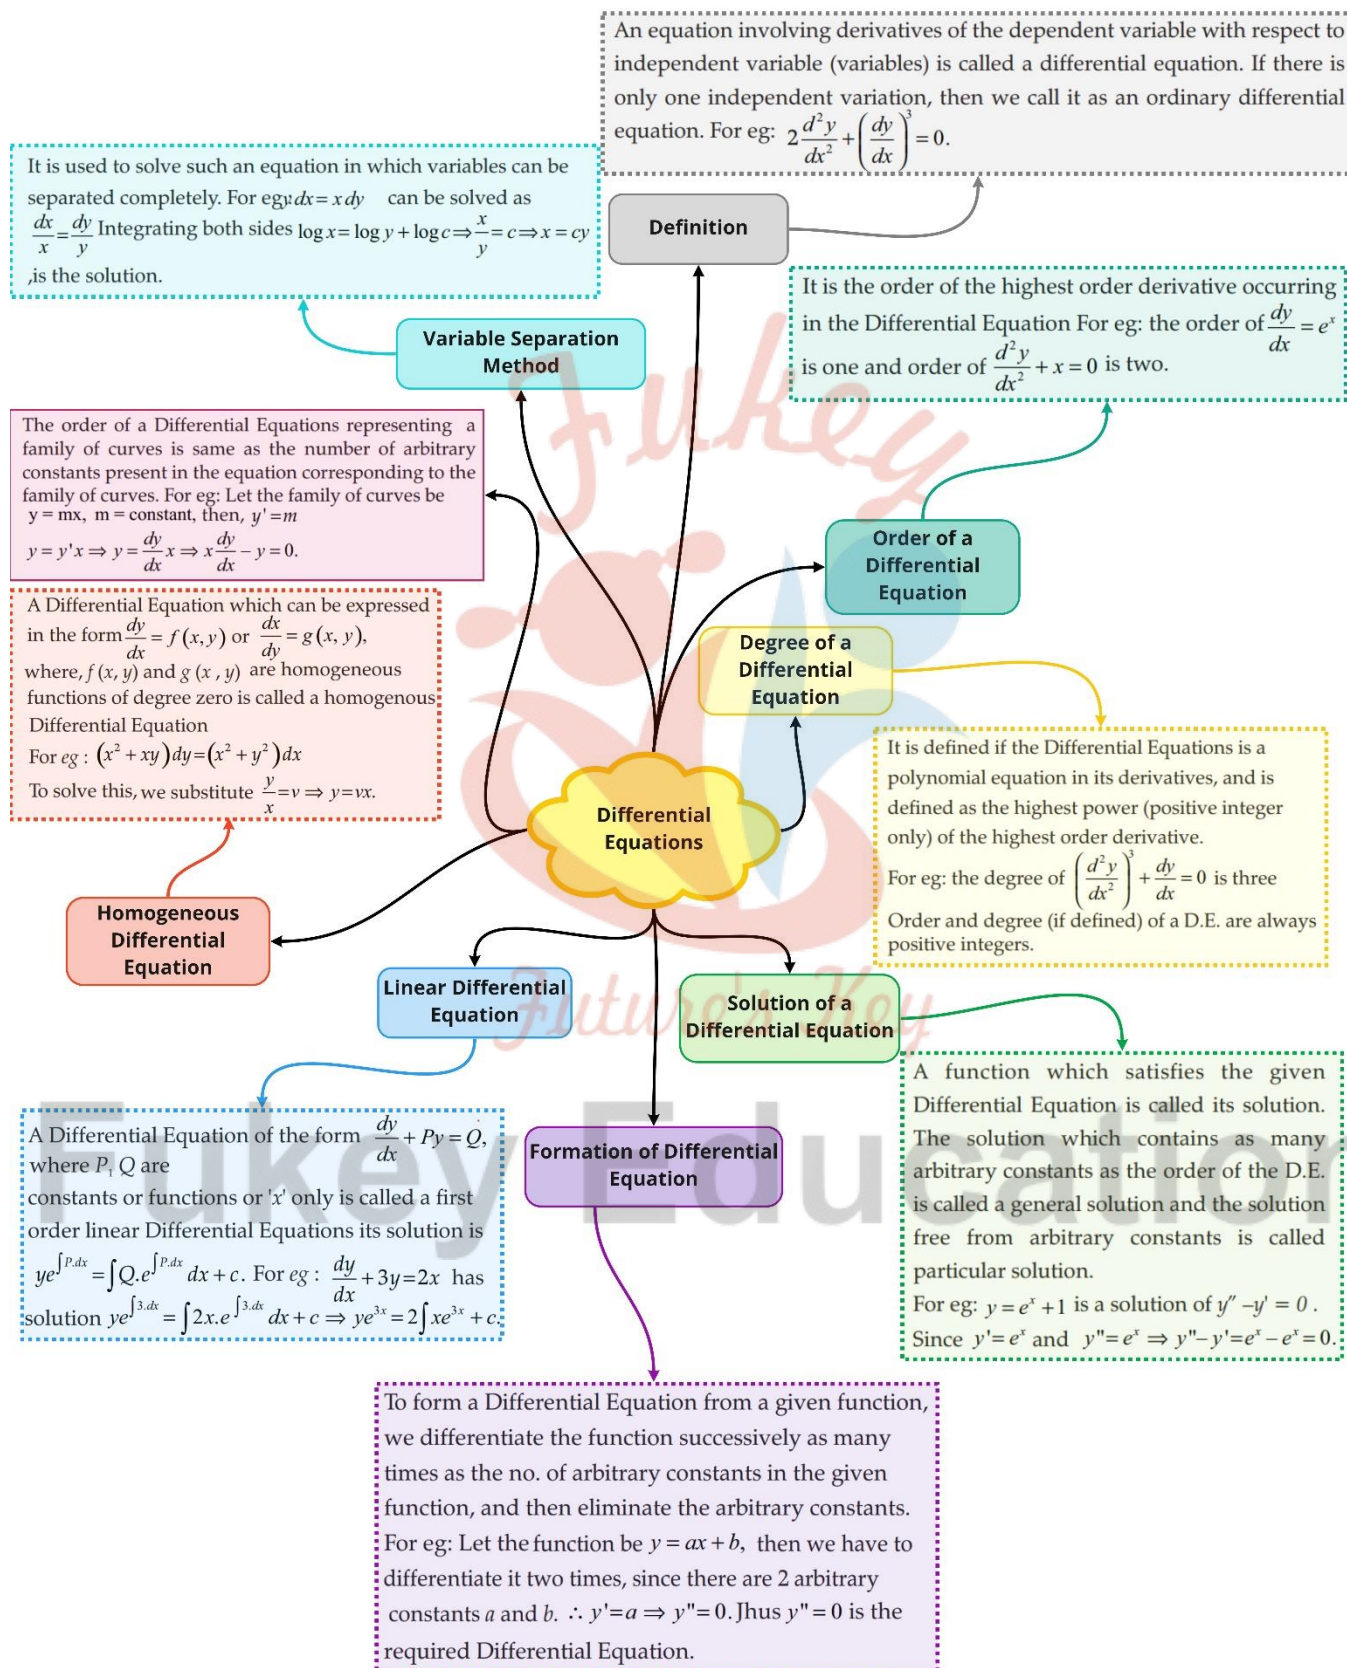 An equation involving derivatives of the dependent variable with respect to
independent variable (variables) is called a differential equation. If there is
only one independent variation, then we call it as an ordinary differential
equation. For eg: 2 d²y/dx² + (dy/dx)³ = 0.
It is used to solve such an equation in which variables can be
separated completely. For eg: y dx = x dy can be solved as
dx/x = dy/y Integrating both sides log x = log y + log c ⇒ x/y = c ⇒ x = cy
,is the solution.
Definition
It is the order of the highest order derivative occurring
in the Differential Equation For eg: the order of dy/dx = eˣ
is one and order of d²y/dx² + x = 0 is two.
Variable Separation
Method
The order of a Differential Equations representing a
family of curves is same as the number of arbitrary
constants present in the equation corresponding to the
family of curves. For eg: Let the family of curves be
y = mx, m = constant, then, y' = m
y = y'x ⇒ y = dy/dx x ⇒ x dy/dx − y = 0.
Fukey
Order of a
Differential
Equation
A Differential Equation which can be expressed
in the form dy/dx = f(x, y) or dx/dy = g(x, y),
where, f(x, y) and g(x, y) are homogeneous
functions of degree zero is called a homogenous
Differential Equation
For eg : (x² + xy)dy = (x² + y²)dx
To solve this, we substitute y/x = v ⇒ y = vx.
Degree of a
Differential
Equation
It is defined if the Differential Equations is a
polynomial equation in its derivatives, and is
defined as the highest power (positive integer
only) of the highest order derivative.
For eg: the degree of (d²y/dx²)³ + dy/dx = 0 is three
Order and degree (if defined) of a D.E. are always
positive integers.
Differential
Equations
Homogeneous
Differential
Equation
Linear Differential
Equation
Solution of a
Differential Equation
Future's Key
Fukey Education
A Differential Equation of the form dy/dx + Py = Q,
where P, Q are
constants or functions or 'x' only is called a first
order linear Differential Equations its solution is
ye^∫P.dx = ∫Q.e^∫P.dx dx + c. For eg : dy/dx + 3y = 2x has
solution ye^∫3.dx = ∫2x.e^∫3.dx dx + c ⇒ ye³ˣ = 2∫xe³ˣ + c.
Formation of Differential
Equation
A function which satisfies the given
Differential Equation is called its solution.
The solution which contains as many
arbitrary constants as the order of the D.E.
is called a general solution and the solution
free from arbitrary constants is called
particular solution.
For eg: y = eˣ + 1 is a solution of y'' − y' = 0 .
Since y' = eˣ and y'' = eˣ ⇒ y'' − y' = eˣ − eˣ = 0.
To form a Differential Equation from a given function,
we differentiate the function successively as many
times as the no. of arbitrary constants in the given
function, and then eliminate the arbitrary constants.
For eg: Let the function be y = ax + b, then we have to
differentiate it two times, since there are 2 arbitrary
constants a and b. ∴ y' = a ⇒ y'' = 0. Jhus y'' = 0 is the
required Differential Equation.